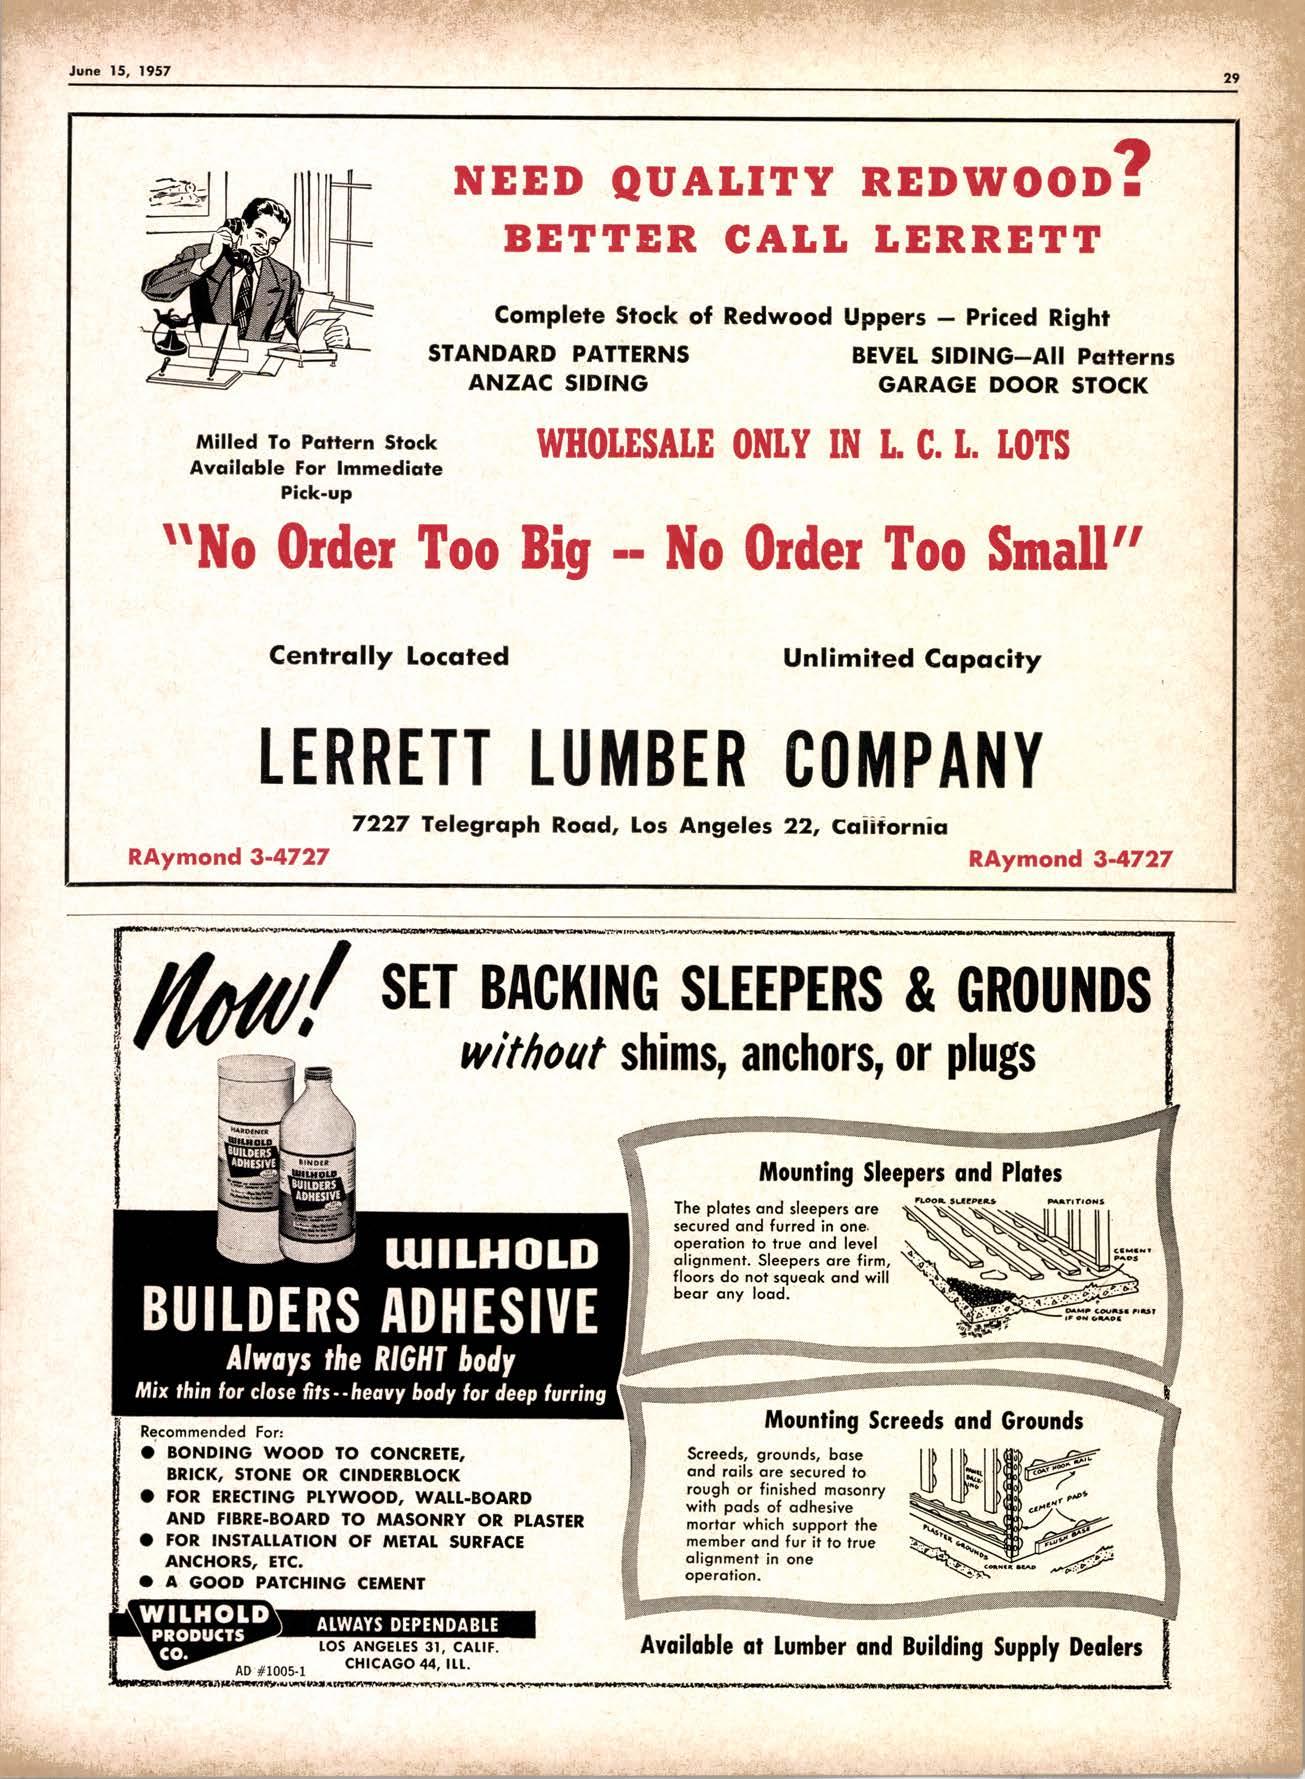 June 15, 1957
29
NEED QUALITY REDWOOD?
BETTER CALL LERRETT
Complete Stock of Redwood Uppers — Priced Right
STANDARD PATTERNS
ANZAC SIDING
BEVEL SIDING—All Patterns
GARAGE DOOR STOCK
Milled To Pattern Stock
Available For Immediate
Pick-up
WHOLESALE ONLY IN L. C. L. LOTS
"No Order Too Big -- No Order Too Small"
Centrally Located
Unlimited Capacity
LERRETT LUMBER COMPANY
7227 Telegraph Road, Los Angeles 22, California
RAymond 3-4727
RAymond 3-4727
Now!
SET BACKING SLEEPERS & GROUNDS
without shims, anchors, or plugs
HARDENER
WILHOLD
BUILDERS
ADHESIVE
BINDER
WILHOLD
BUILDERS
ADHESIVE
WILHOLD
BUILDERS ADHESIVE
Always the RIGHT body
Mix thin for close fits--heavy body for deep furring
Recommended For:
● BONDING WOOD TO CONCRETE,
BRICK, STONE OR CINDERBLOCK
● FOR ERECTING PLYWOOD, WALL-BOARD
AND FIBRE-BOARD TO MASONRY OR PLASTER
● FOR INSTALLATION OF METAL SURFACE
ANCHORS, ETC.
● A GOOD PATCHING CEMENT
WILHOLD
PRODUCTS
CO.
ALWAYS DEPENDABLE
LOS ANGELES 31, CALIF.
CHICAGO 44, ILL.
AD #1005-1
Mounting Sleepers and Plates
The plates and sleepers are
secured and furred in one
operation to true and level
alignment. Sleepers are firm,
floors do not squeak and will
bear any load.
FLOOR SLEEPERS
PARTITIONS
CEMENT
PADS
DAMP COURSE FIRST
IF ON GRADE
Mounting Screeds and Grounds
Screeds, grounds, base
and rails are secured to
rough or finished masonry
with pads of adhesive
mortar which support the
member and fur it to true
alignment in one
operation.
PANEL
BACK-
ING
COAT HOOK RAIL
CEMENT PADS
PLASTER GROUNDS
FLUSH BASE
CORNER BEAD
Available at Lumber and Building Supply Dealers